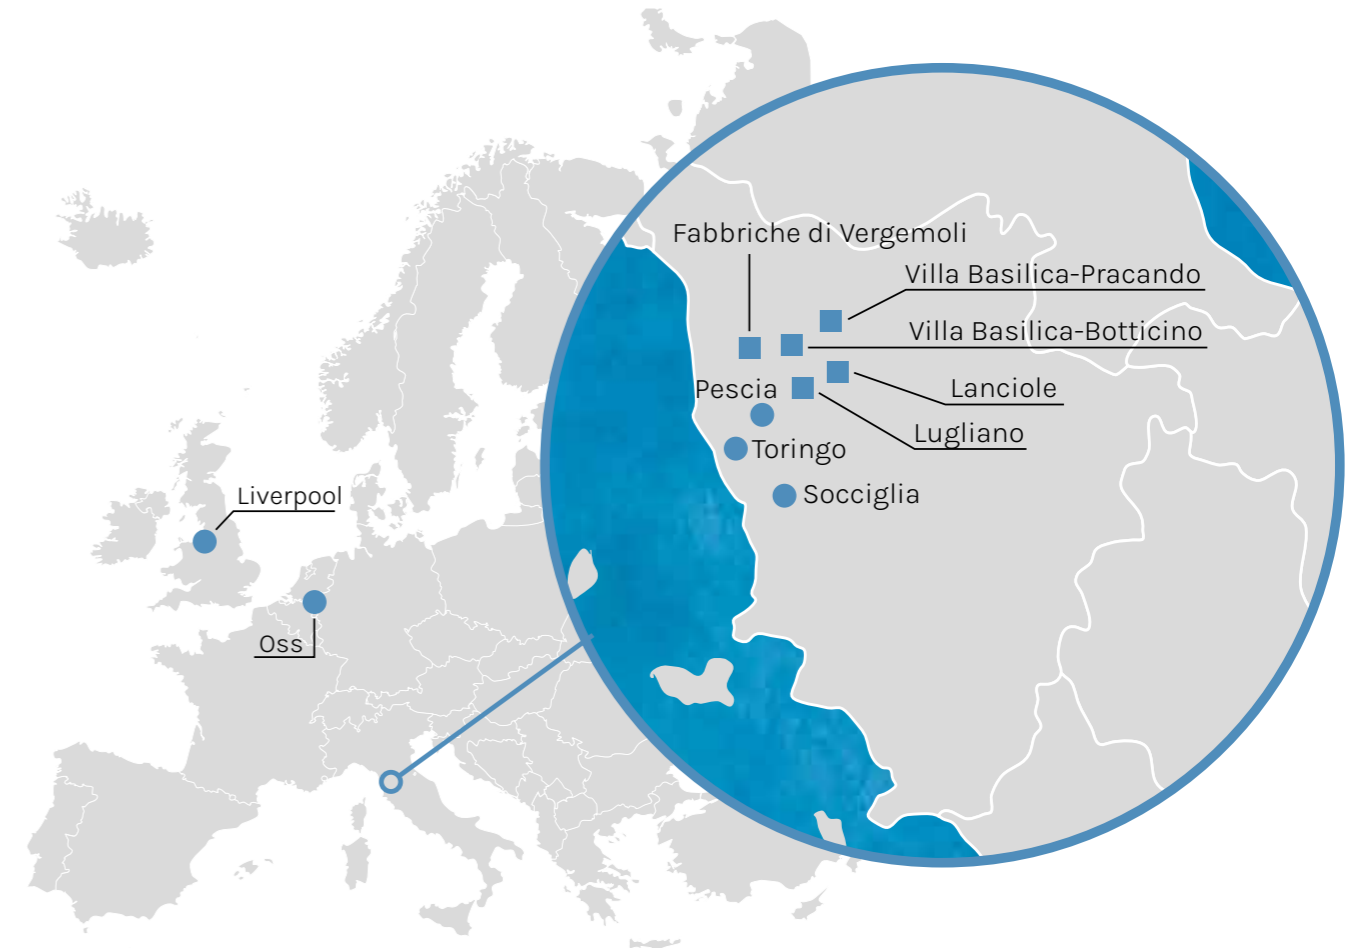 Fabbriche di Vergemoli
Villa Basilica-Pracando
Villa Basilica-Botticino
Pescia
Lanciole
Lugliano
Toringo
Socciglia
Liverpool
Oss